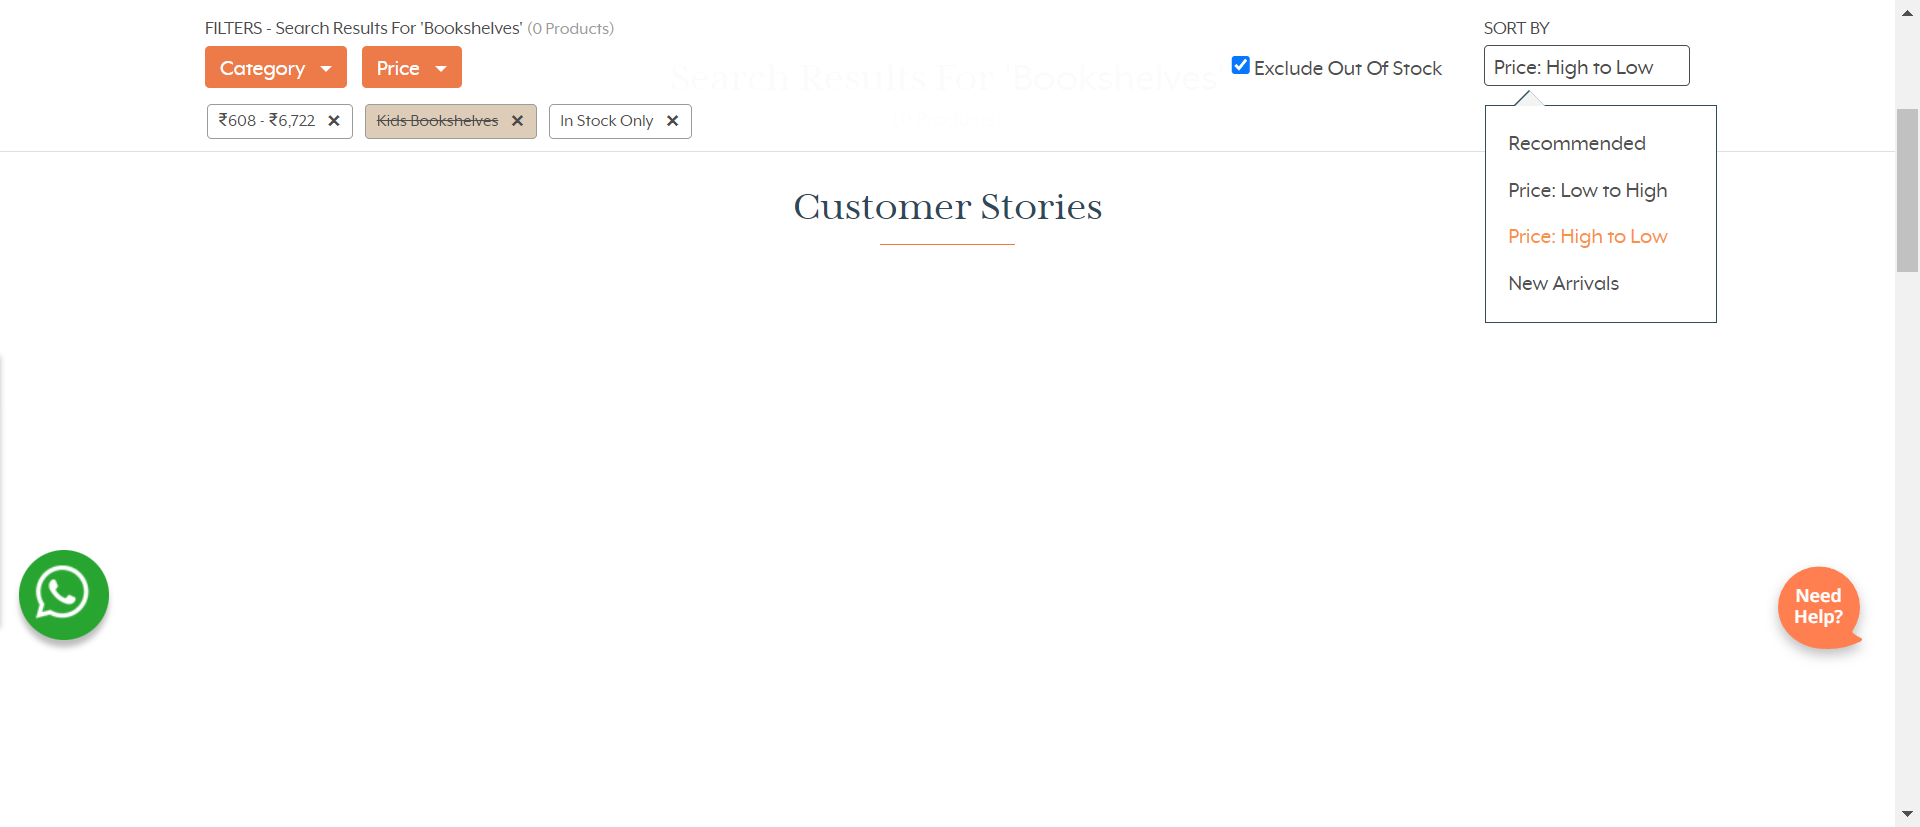 FILTERS - Search Results For 'Bookshelves' (0 Products)
SORT BY
Category
Price
Search Results For 'Bookshelves'
Exclude Out Of Stock
Price: High to Low
₹608 - ₹6,722 ✕
Kids Bookshelves ✕
In Stock Only ✕
Recommended
Price: Low to High
Price: High to Low
New Arrivals
Customer Stories
Need
Help?